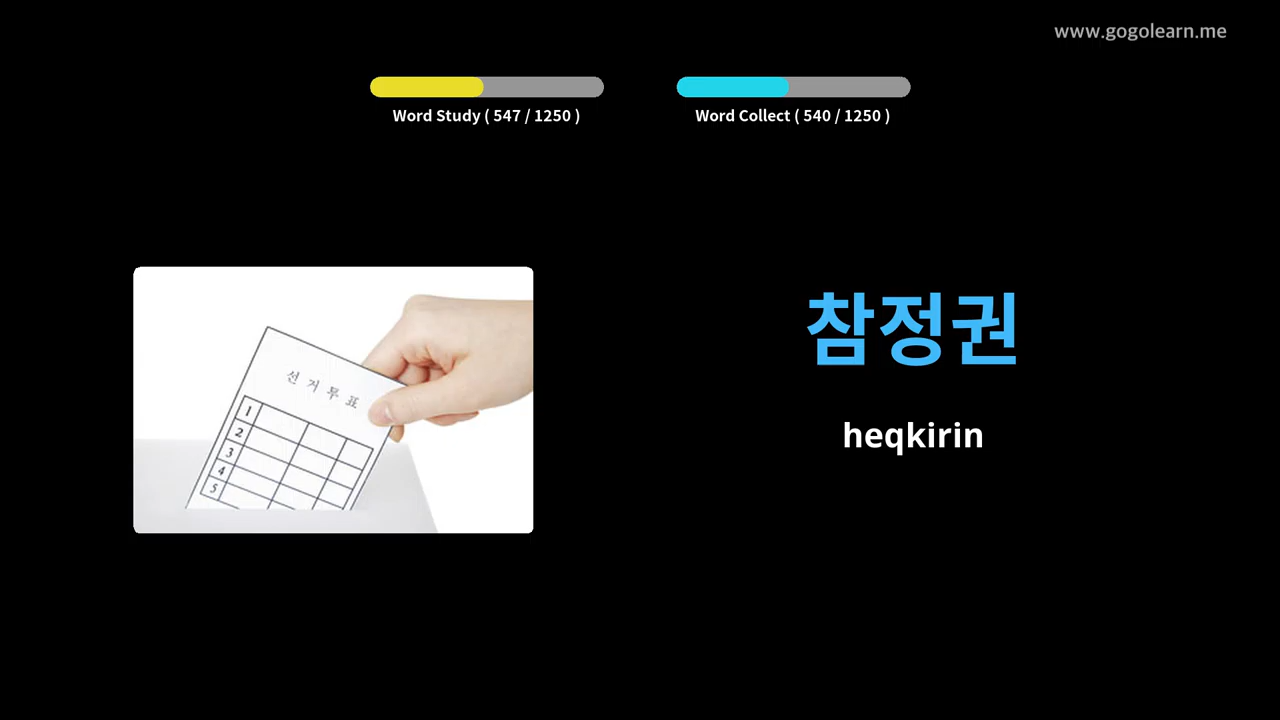 www.gogolearn.me
Word Study ( 547 / 1250 )
Word Collect ( 540 / 1250 )
선 거 투 표
1
2
3
4
5
참정권
heqkirin